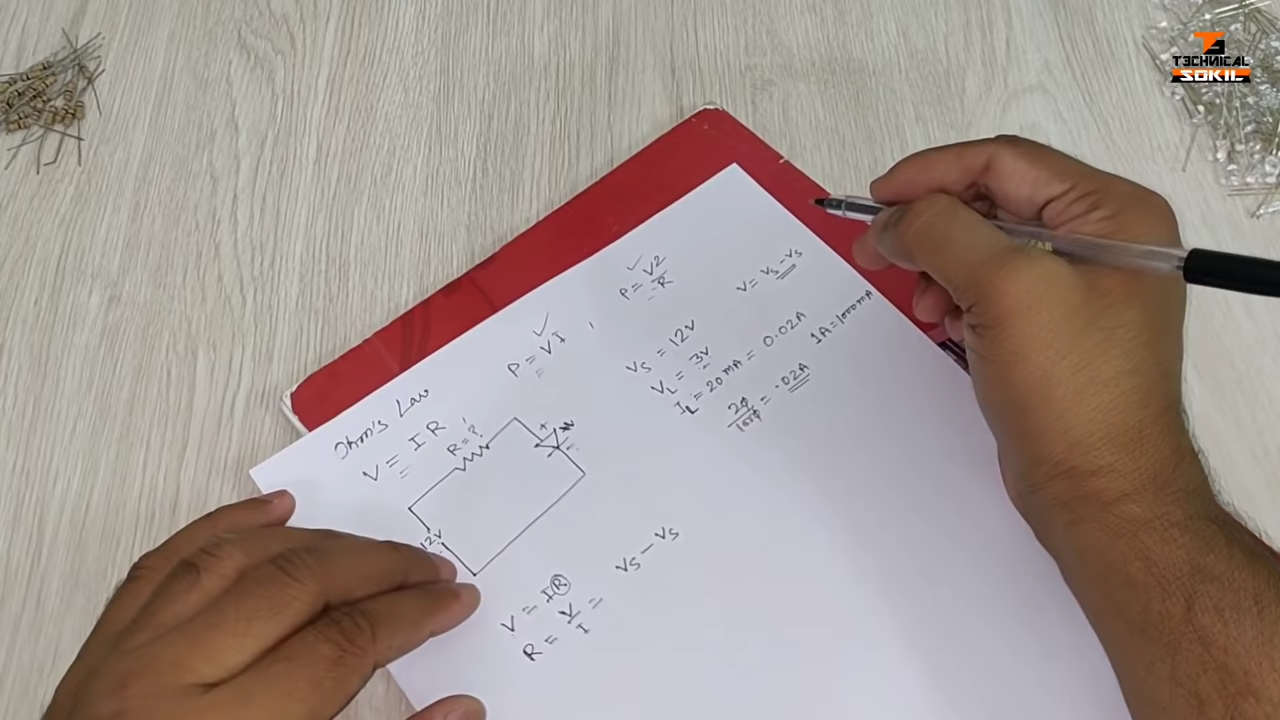 T3CHNICAL
SOKIL
Ohm's Law
V = IR,
R=?
+
-
12V
P = VI,
P = V2/R
V = VS - VS
VS = 12V
VL = 3V
IL = 20 mA = 0.02A
1A = 1000mA
20/1000 = .02A
V = IR
R = V/I = VS - VS